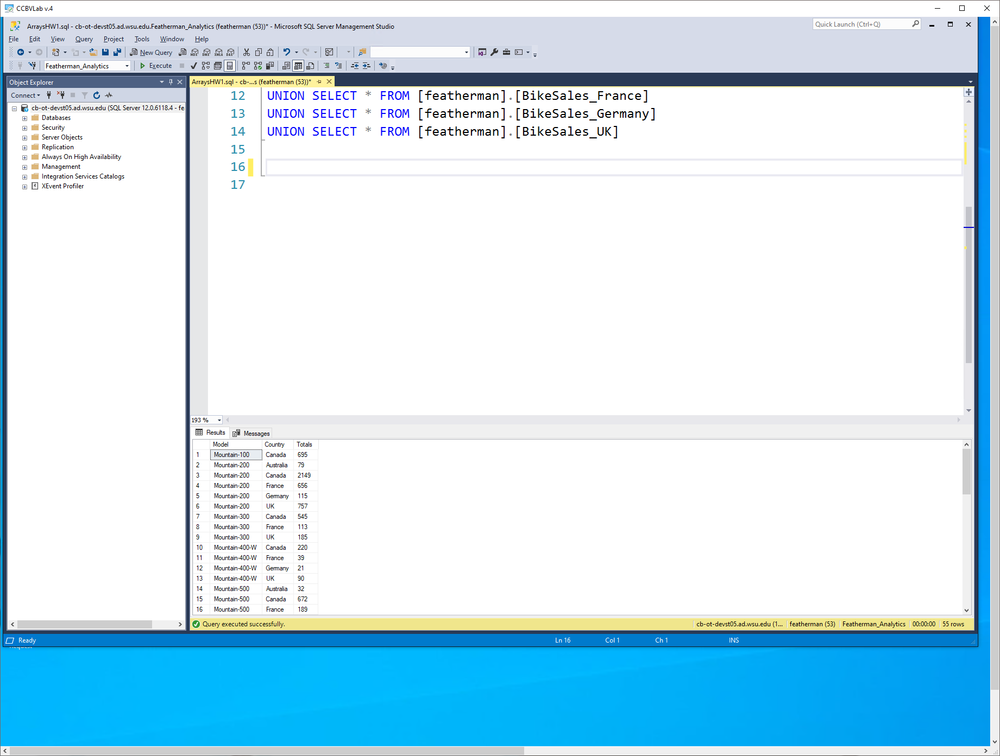 CCBVLab v.4
ArraysHW1.sql - cb-ot-devst05.ad.wsu.edu.Featherman_Analytics (featherman (53))* - Microsoft SQL Server Management Studio
Quick Launch (Ctrl+Q)
File Edit View Query Project Tools Window Help
New Query MDX DMX XMLA DAX
Featherman_Analytics Execute
Object Explorer
Connect
cb-ot-devst05.ad.wsu.edu (SQL Server 12.0.6118.4 - fe
Databases
Security
Server Objects
Replication
Always On High Availability
Management
Integration Services Catalogs
XEvent Profiler
ArraysHW1.sql - cb-...s (featherman (53))*
12 UNION SELECT * FROM [featherman].[BikeSales_France]
13 UNION SELECT * FROM [featherman].[BikeSales_Germany]
14 UNION SELECT * FROM [featherman].[BikeSales_UK]
15
16
17
193 %
Results Messages
Model Country Totals
1 Mountain-100 Canada 695
2 Mountain-200 Australia 79
3 Mountain-200 Canada 2149
4 Mountain-200 France 656
5 Mountain-200 Germany 115
6 Mountain-200 UK 757
7 Mountain-300 Canada 545
8 Mountain-300 France 113
9 Mountain-300 UK 185
10 Mountain-400-W Canada 220
11 Mountain-400-W France 39
12 Mountain-400-W Germany 21
13 Mountain-400-W UK 90
14 Mountain-500 Australia 32
15 Mountain-500 Canada 672
16 Mountain-500 France 189
Query executed successfully. cb-ot-devst05.ad.wsu.edu (1... featherman (53) Featherman_Analytics 00:00:00 55 rows
Ready Ln 16 Col 1 Ch 1 INS